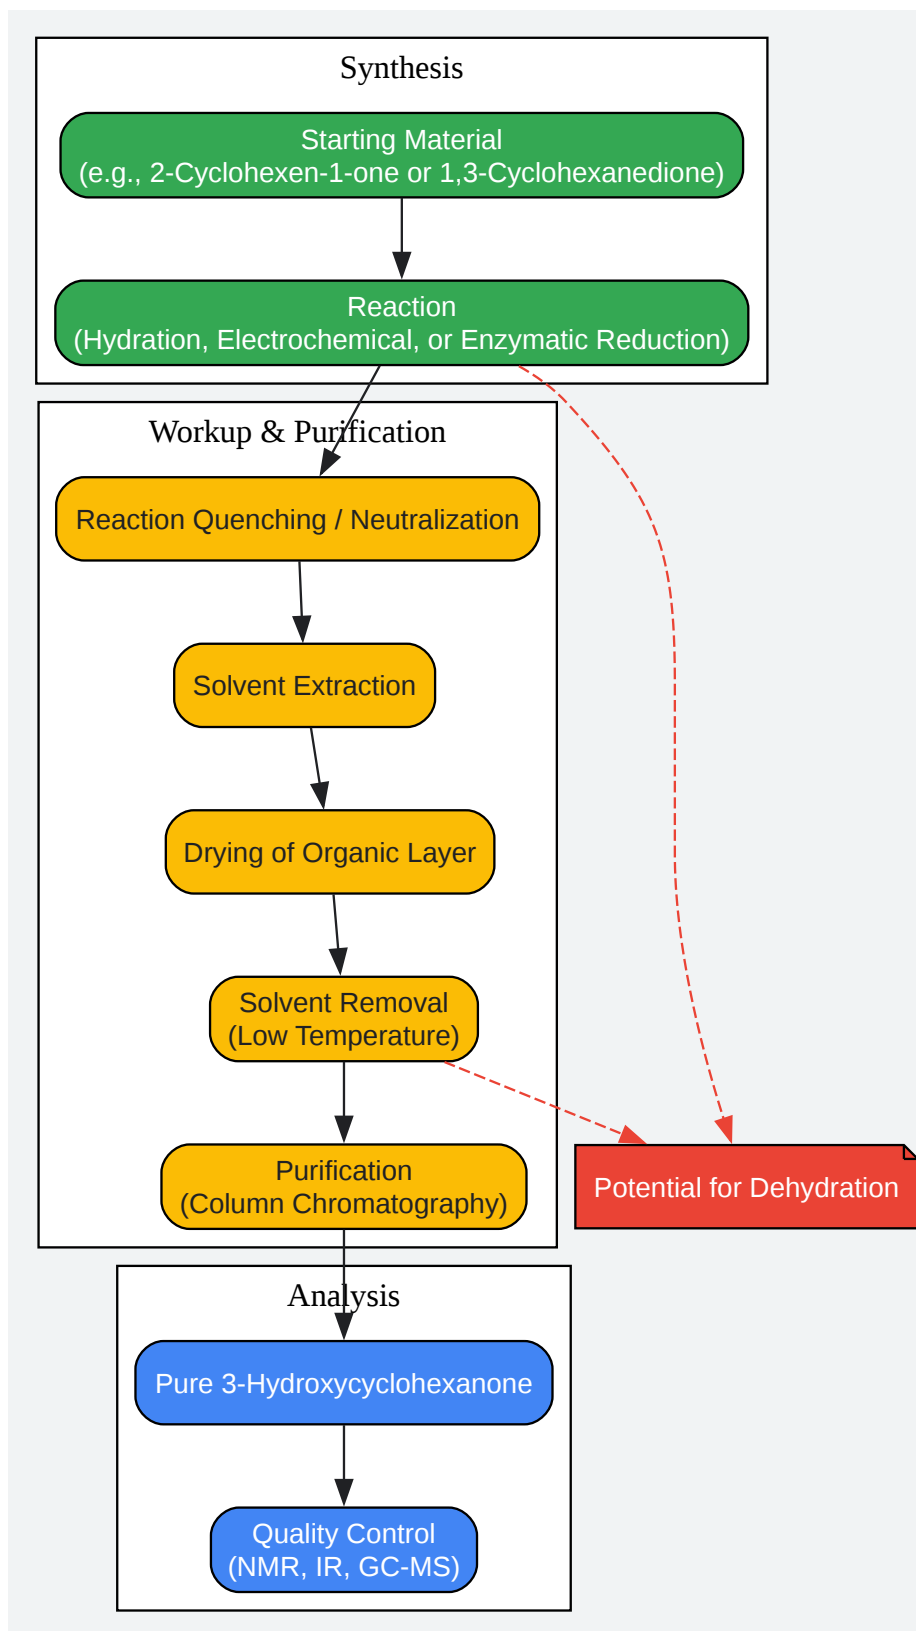 Synthesis
Starting Material
(e.g., 2-Cyclohexen-1-one or 1,3-Cyclohexanedione)
Reaction
(Hydration, Electrochemical, or Enzymatic Reduction)
Workup & Purification
Reaction Quenching / Neutralization
Solvent Extraction
Drying of Organic Layer
Solvent Removal
(Low Temperature)
Purification
(Column Chromatography)
Potential for Dehydration
Analysis
Pure 3-Hydroxycyclohexanone
Quality Control
(NMR, IR, GC-MS)